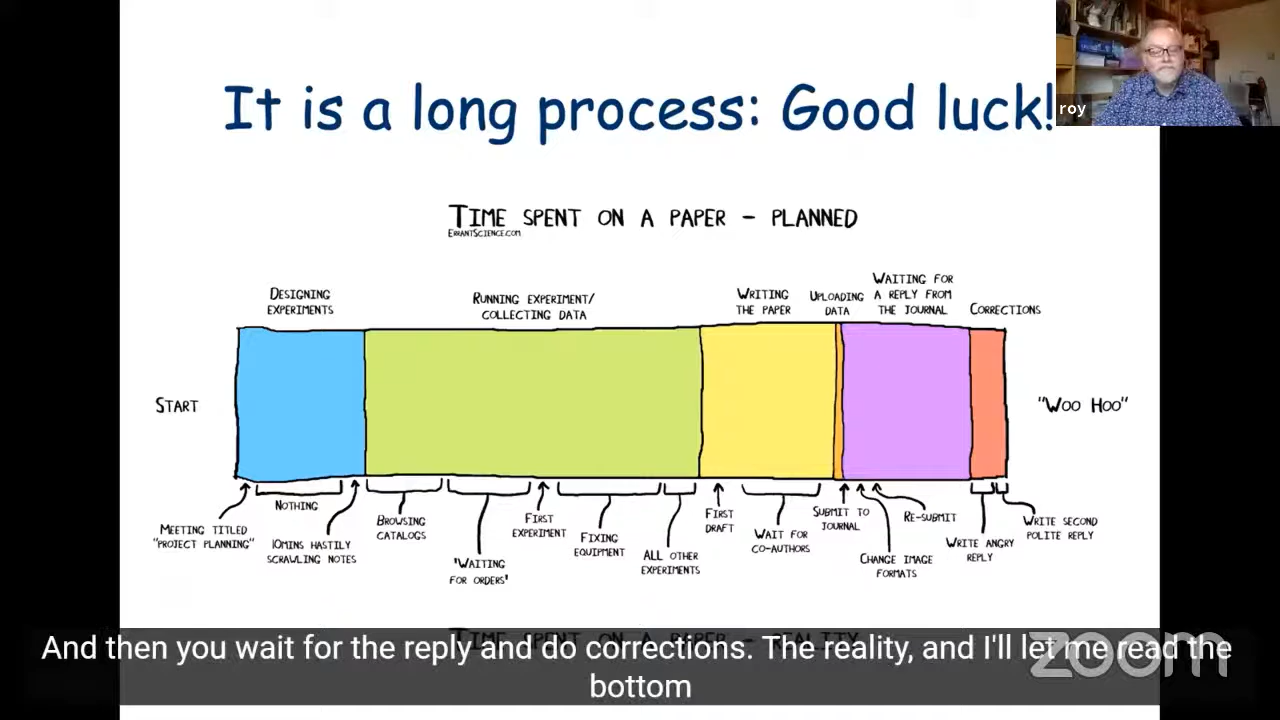 It is a long process: Good luck!
roy
TIME SPENT ON A PAPER – PLANNED
ERRANTSCIENCE.COM
DESIGNING
EXPERIMENTS
RUNNING EXPERIMENT/
COLLECTING DATA
WRITING
THE PAPER
UPLOADING
DATA
WAITING FOR
A REPLY FROM
THE JOURNAL
CORRECTIONS
START
"WOO HOO"
MEETING TITLED
"PROJECT PLANNING"
NOTHING
10MINS HASTILY
SCRAWLING NOTES
BROWSING
CATALOGS
'WAITING
FOR ORDERS'
FIRST
EXPERIMENT
FIXING
EQUIPMENT
ALL OTHER
EXPERIMENTS
FIRST
DRAFT
WAIT FOR
CO-AUTHORS
SUBMIT TO
JOURNAL
CHANGE IMAGE
FORMATS
RE-SUBMIT
WRITE ANGRY
REPLY
WRITE SECOND
POLITE REPLY
TIME SPENT ON A PAPER – REALITY
zoom
And then you wait for the reply and do corrections. The reality, and I'll let me read the
bottom